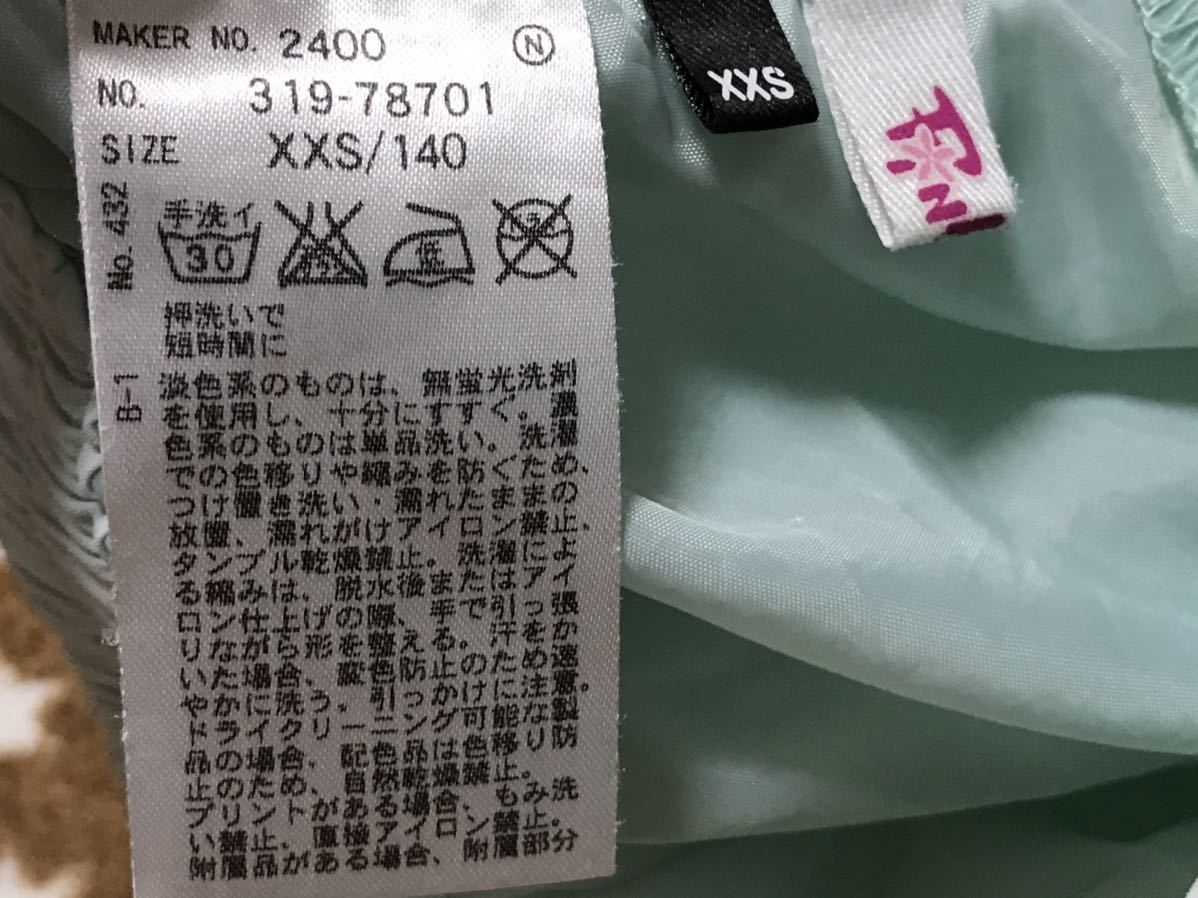 MAKER NO. 2400 Ⓝ
NO. 319-78701
SIZE XXS/140
No. 432
手洗イ
30
低
押洗いで
短時間に
B-1
淡色系のものは、無蛍光洗剤
を使用し、十分にすすぐ。濃
色系のものは単品洗い。洗濯
での色移りや縮みを防ぐため、
つけ置き洗い・濡れたままの
放置、濡れがけアイロン禁止、
タンブル乾燥禁止。洗濯によ
る縮みは、脱水後またはアイ
ロン仕上げの際、手で引っ張
りながら形を整える。汗をか
いた場合、変色防止のため速
やかに洗う。引っかけに注意。
ドライクリーニング可能な製
品の場合、配色品は色移り防
止のため、自然乾燥禁止。
プリントがある場合、もみ洗
い禁止、直接アイロン禁止。
附属品がある場合、附属部分
XXS